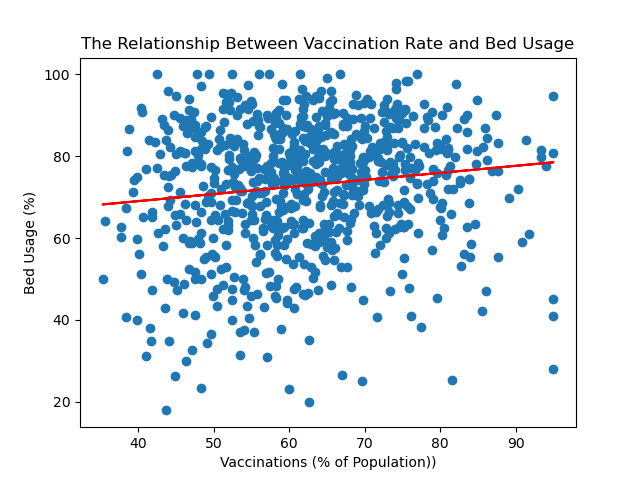 The Relationship Between Vaccination Rate and Bed Usage
100
80
60
40
20
Bed Usage (%)
40 50 60 70 80 90
Vaccinations (% of Population))